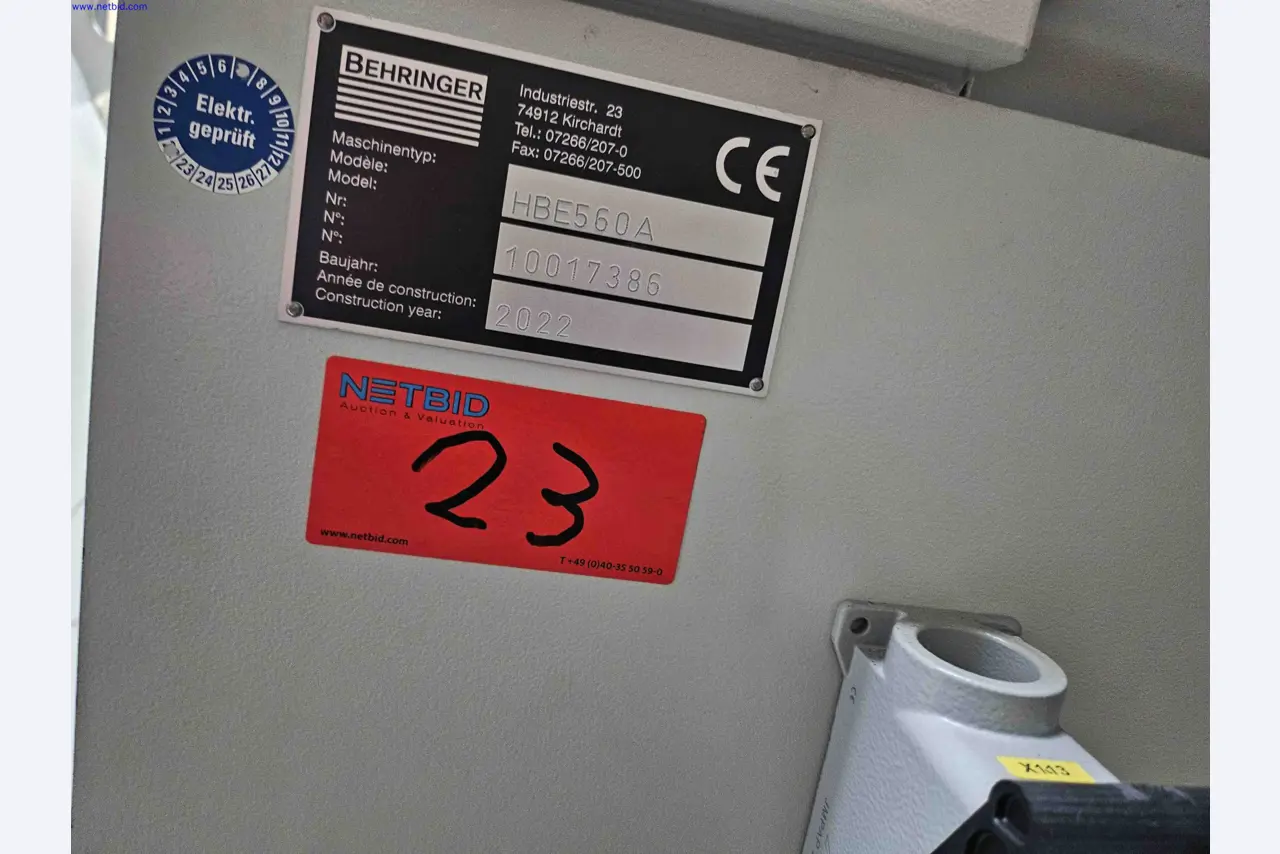 www.netbid.com
BEHRINGER
Industriestr. 23
74912 Kirchardt
Tel.: 07266/207-0
Fax: 07266/207-500
CE
Maschinentyp:
Modèle:
Model:
HBE560A
Nr:
N°:
N°:
10017386
Baujahr:
Année de construction:
Construction year:
2022
1 2 3 4 5 6 8 9 10 11 12
Elektr.
geprüft
23 24 25 26 27
NETBID
Auction & Valuation
23
www.netbid.com
T +49 (0)40-35 50 59-0
CE
X113